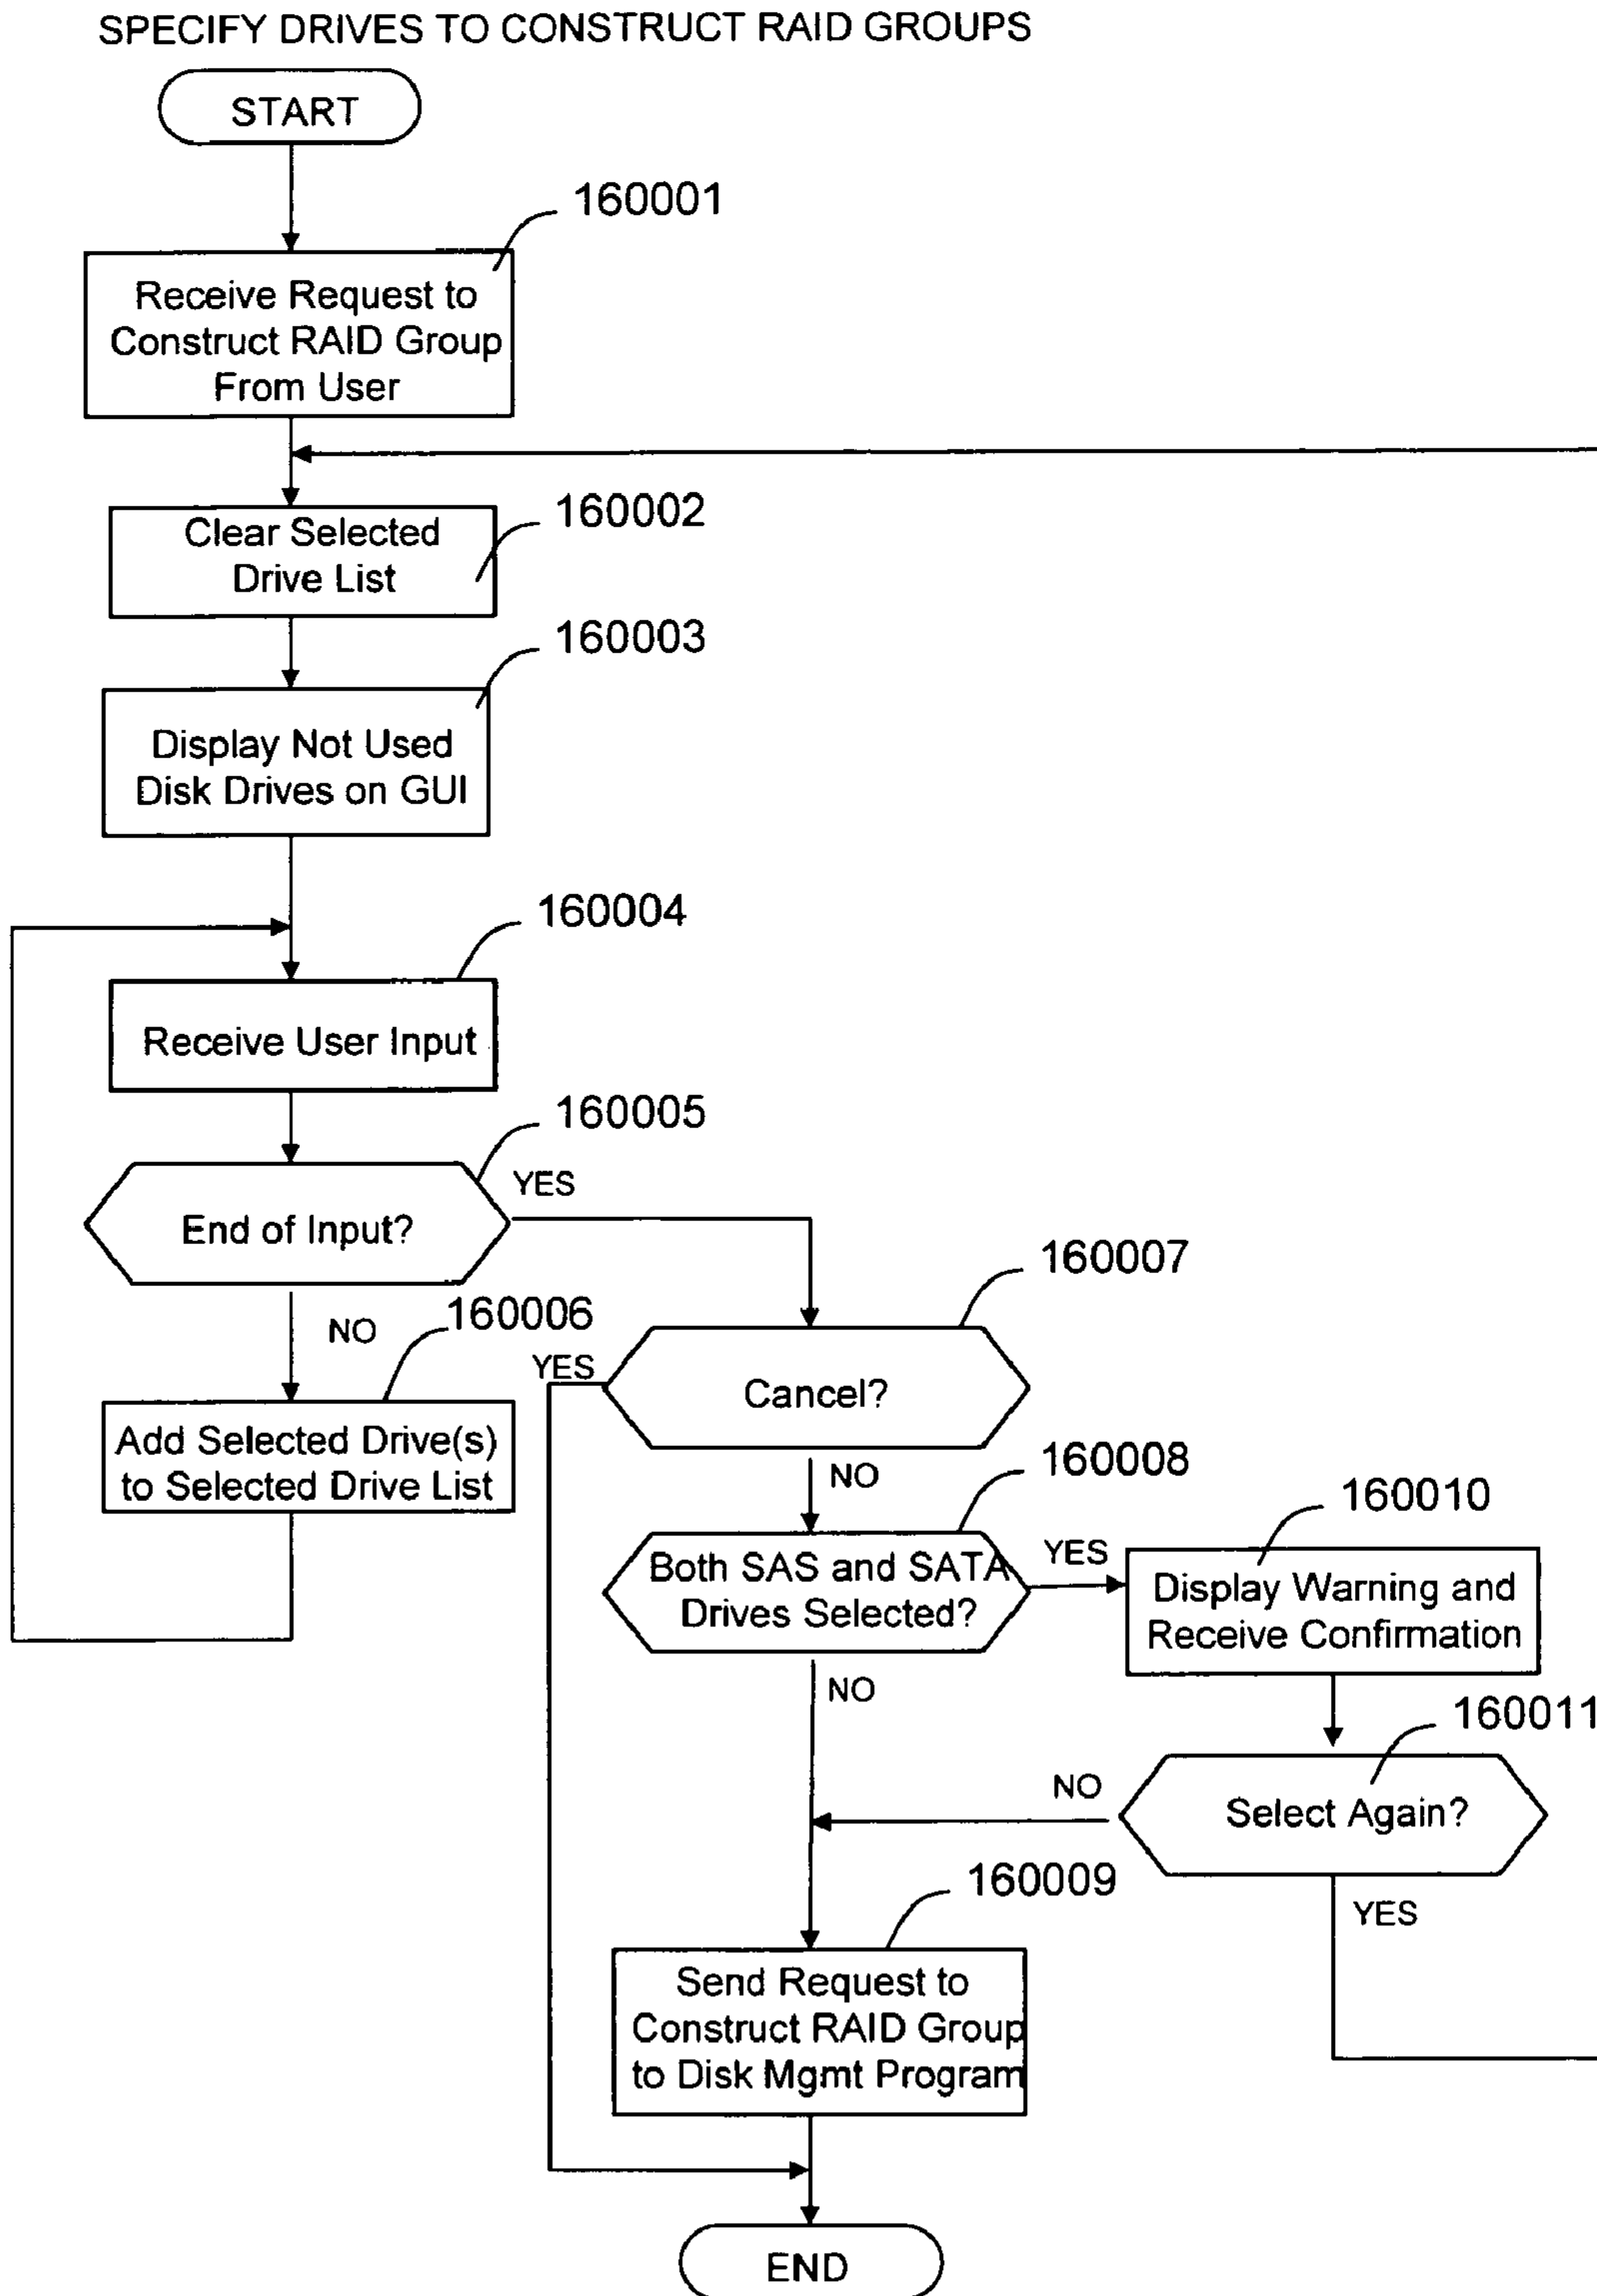 SPECIFY DRIVES TO CONSTRUCT RAID GROUPS
START
160001
Receive Request to
Construct RAID Group
From User
160002
Clear Selected
Drive List
160003
Display Not Used
Disk Drives on GUI
160004
Receive User Input
160005
End of Input?
YES
NO
160006
Add Selected Drive(s)
to Selected Drive List
160007
Cancel?
YES
NO
160008
Both SAS and SATA
Drives Selected?
YES
NO
160010
Display Warning and
Receive Confirmation
160011
Select Again?
NO
YES
160009
Send Request to
Construct RAID Group
to Disk Mgmt Program
END